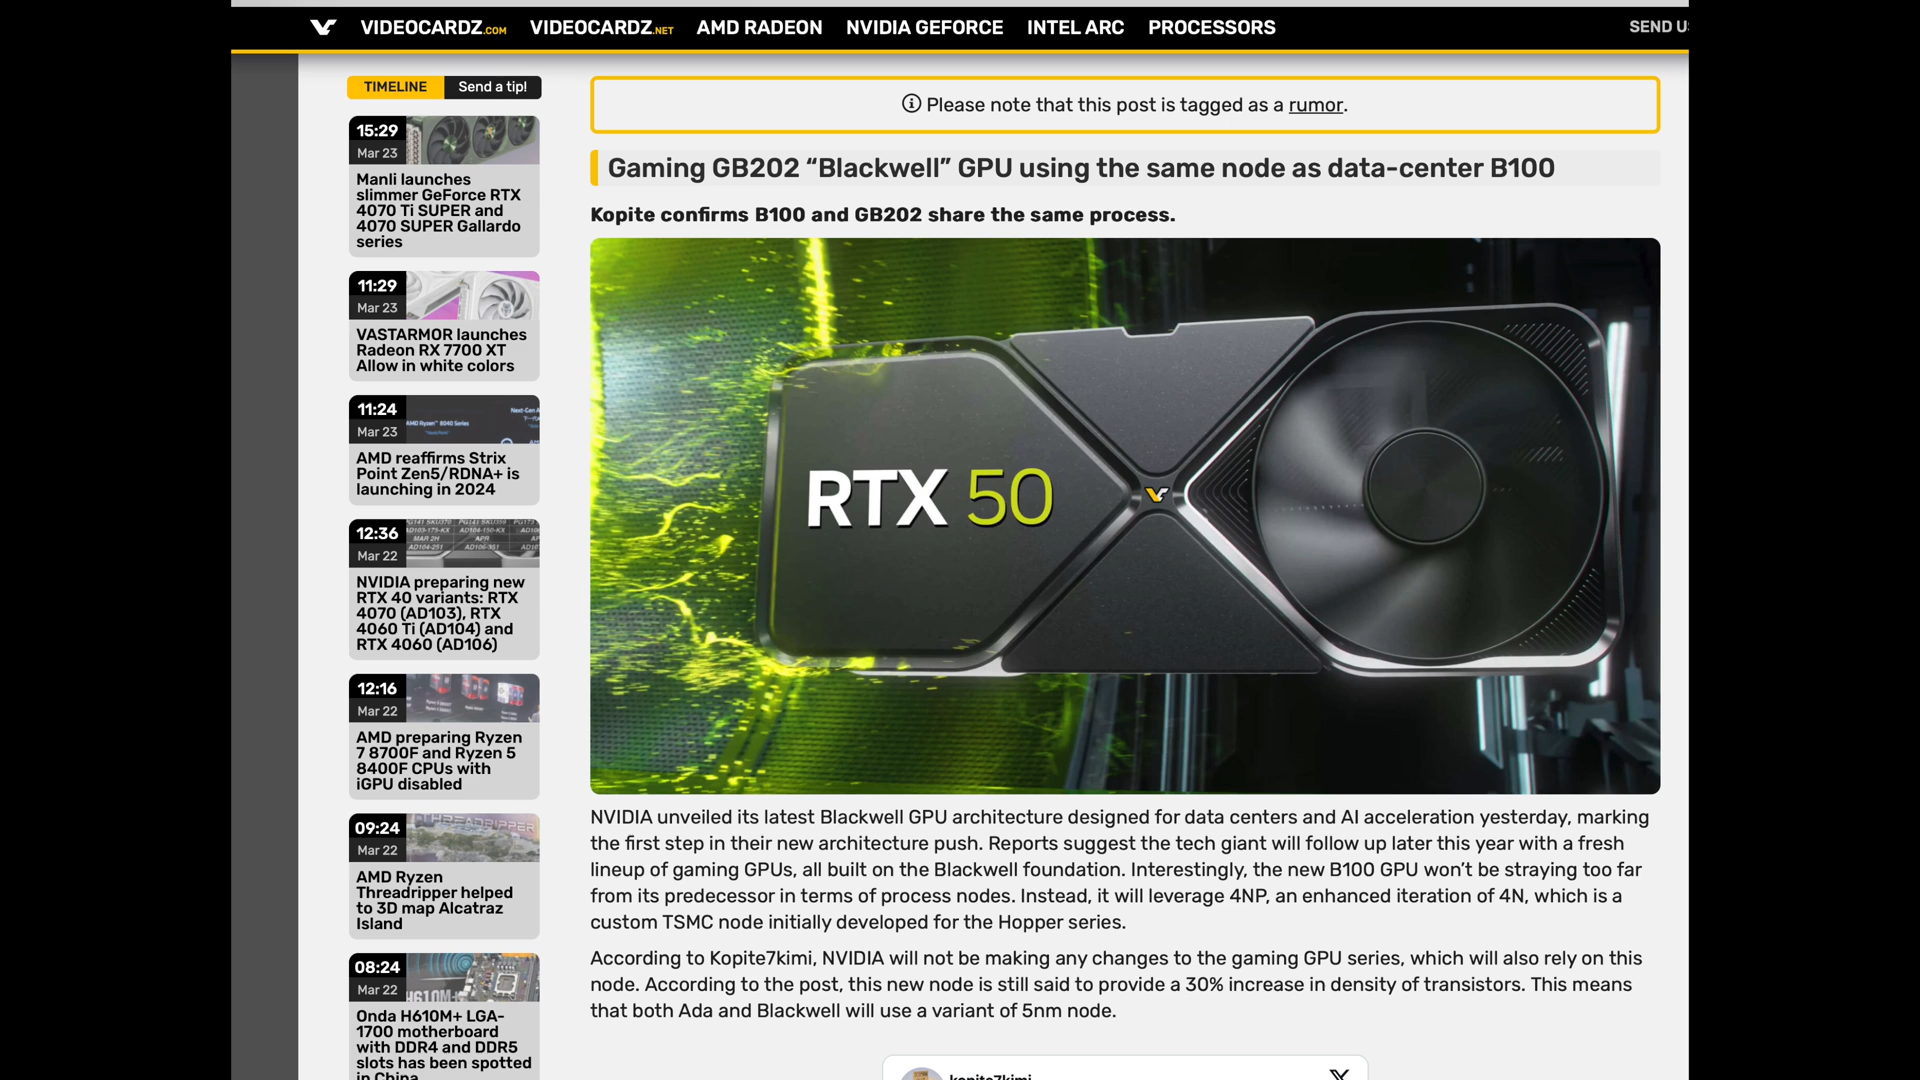 VIDEOCARDZ.COM VIDEOCARDZ.NET AMD RADEON NVIDIA GEFORCE INTEL ARC PROCESSORS SEND US
TIMELINE Send a tip!
15:29
Mar 23
Manli launches
slimmer GeForce RTX
4070 Ti SUPER and
4070 SUPER Gallardo
series
11:29
Mar 23
VASTARMOR launches
Radeon RX 7700 XT
Allow in white colors
11:24
Mar 23
AMD Ryzen™ 8040 Series
AMD reaffirms Strix
Point Zen5/RDNA+ is
launching in 2024
12:36
Mar 22
NVIDIA preparing new
RTX 40 variants: RTX
4070 (AD103), RTX
4060 Ti (AD104) and
RTX 4060 (AD106)
12:16
Mar 22
AMD preparing Ryzen
7 8700F and Ryzen 5
8400F CPUs with
iGPU disabled
09:24
Mar 22
THREADRIPPER
AMD Ryzen
Threadripper helped
to 3D map Alcatraz
Island
08:24
Mar 22
H610M+
Onda H610M+ LGA-
1700 motherboard
with DDR4 and DDR5
slots has been spotted
in China
Please note that this post is tagged as a rumor.
Gaming GB202 “Blackwell” GPU using the same node as data-center B100
Kopite confirms B100 and GB202 share the same process.
RTX 50
NVIDIA unveiled its latest Blackwell GPU architecture designed for data centers and AI acceleration yesterday, marking
the first step in their new architecture push. Reports suggest the tech giant will follow up later this year with a fresh
lineup of gaming GPUs, all built on the Blackwell foundation. Interestingly, the new B100 GPU won’t be straying too far
from its predecessor in terms of process nodes. Instead, it will leverage 4NP, an enhanced iteration of 4N, which is a
custom TSMC node initially developed for the Hopper series.
According to Kopite7kimi, NVIDIA will not be making any changes to the gaming GPU series, which will also rely on this
node. According to the post, this new node is still said to provide a 30% increase in density of transistors. This means
that both Ada and Blackwell will use a variant of 5nm node.
kopite7kimi